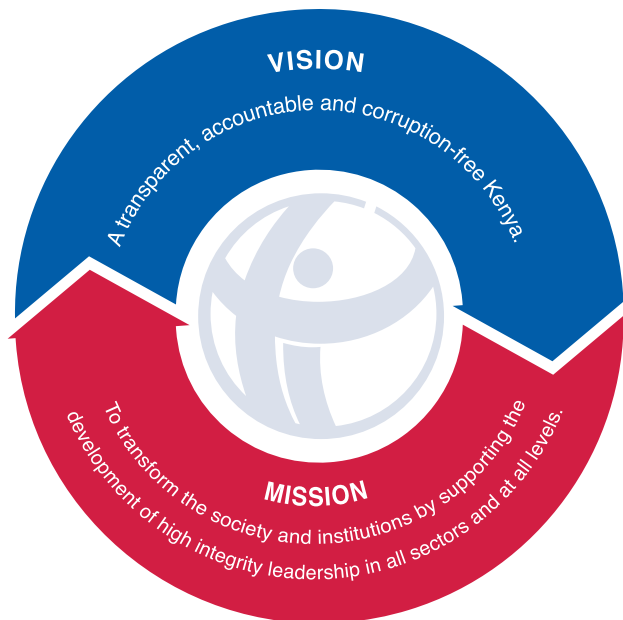 VISION
A transparent, accountable and corruption-free Kenya.
MISSION
To transform the society and institutions by supporting the
development of high integrity leadership in all sectors and at all levels.